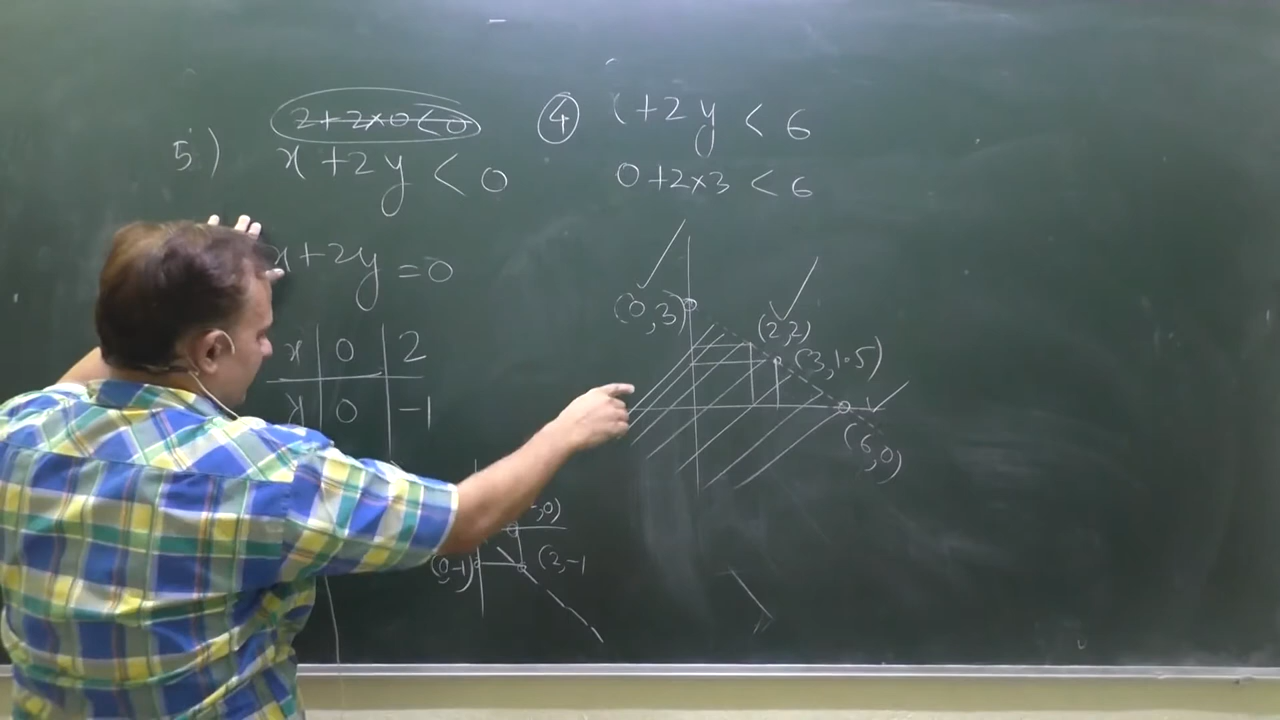 5)
2+2×0<0
x+2y<0
x+2y=0
x 0 2
y 0 -1
(0-1)
(2,-1
④ +2y<6
0+2×3<6
(0,3)
(2,2)
(3,1.5)
(6,0)